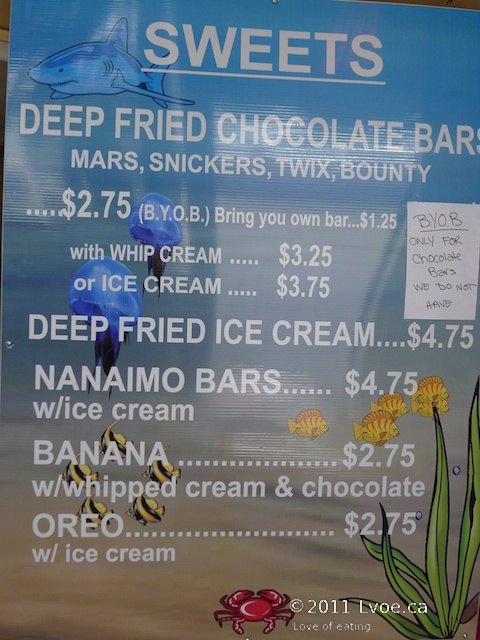 SWEETS
DEEP FRIED CHOCOLATE BARS
MARS, SNICKERS, TWIX, BOUNTY
.....$2.75 (B.Y.O.B.) Bring you own bar...$1.25
with WHIP CREAM ..... $3.25
or ICE CREAM ..... $3.75
B.Y.O.B
ONLY FOR
Chocolate
Bars
WE DO NOT
HAVE
DEEP FRIED ICE CREAM....$4.75
NANAIMO BARS...... $4.75
w/ice cream
BANANA ...................... $2.75
w/whipped cream & chocolate
OREO............................. $2.75
w/ ice cream
© 2011 Lvoe.ca
Love of eating